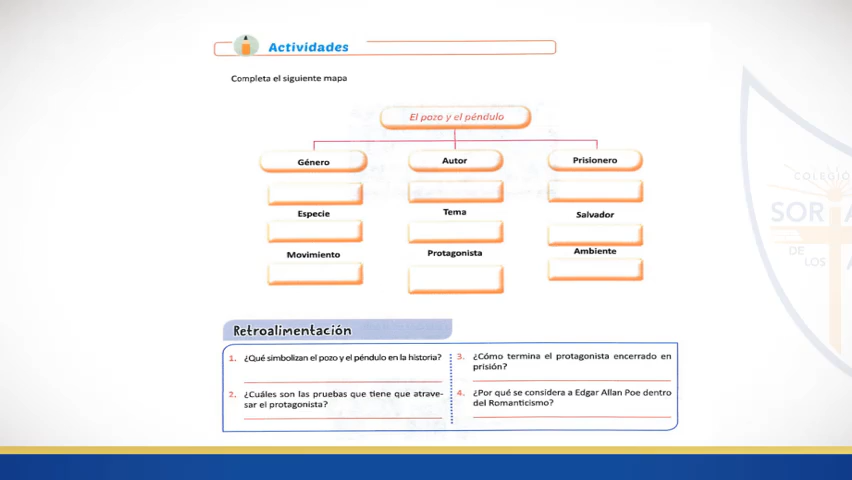 Actividades
Completa el siguiente mapa
El pozo y el péndulo
Género
Autor
Prisionero
Especie
Tema
Salvador
Movimiento
Protagonista
Ambiente
Retroalimentación
1. ¿Qué simbolizan el pozo y el péndulo en la historia?
2. ¿Cuáles son las pruebas que tiene que atrave-
sar el protagonista?
3. ¿Cómo termina el protagonista encerrado en
prisión?
4. ¿Por qué se considera a Edgar Allan Poe dentro
del Romanticismo?
COLEGIO
SOR
DE
LOS